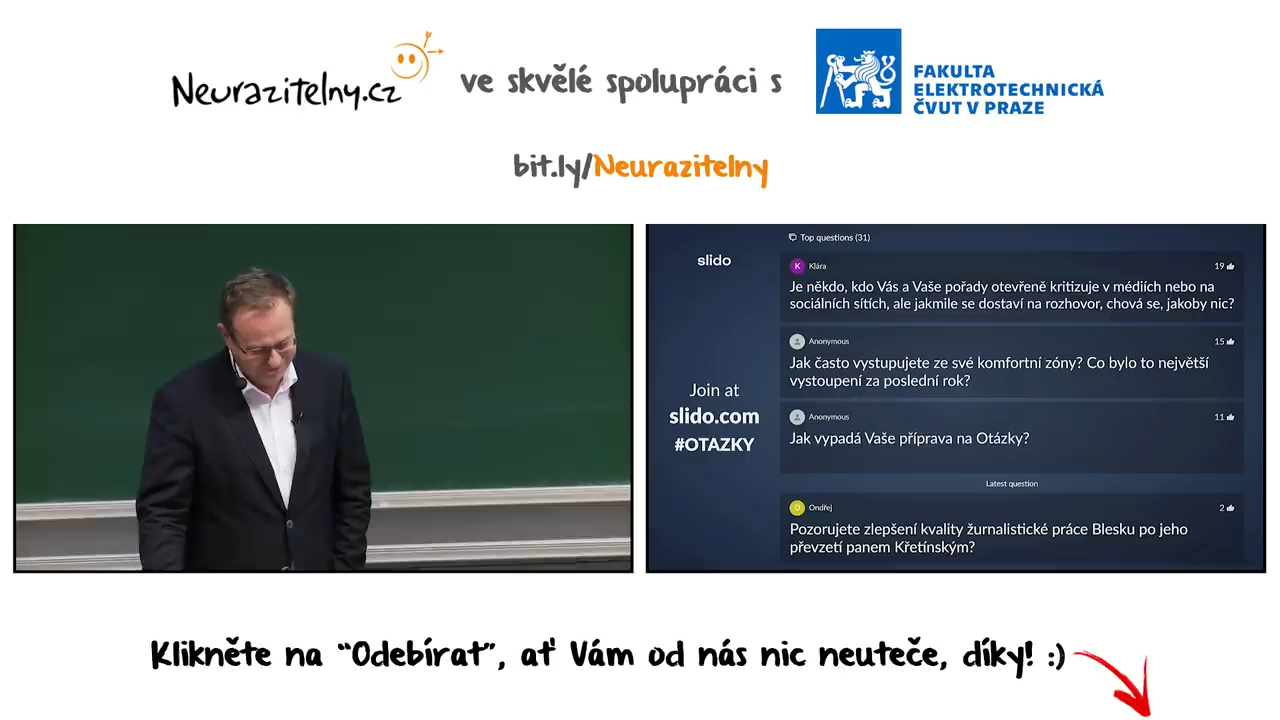 Neurazitelny.cz ve skvělé spolupráci s
FAKULTA
ELEKTROTECHNICKÁ
ČVUT V PRAZE
bit.ly/Neurazitelny
slido
Join at
slido.com
#OTAZKY
Top questions (31)
K Klára 19
Je někdo, kdo Vás a Vaše pořady otevřeně kritizuje v médiích nebo na
sociálních sítích, ale jakmile se dostaví na rozhovor, chová se, jakoby nic?
Anonymous 15
Jak často vystupujete ze své komfortní zóny? Co bylo to největší
vystoupení za poslední rok?
Anonymous 11
Jak vypadá Vaše příprava na Otázky?
Latest question
O Ondřej 2
Pozorujete zlepšení kvality žurnalistické práce Blesku po jeho
převzetí panem Křetínským?
Klikněte na “Odebírat”, ať Vám od nás nic neuteče, díky! :)